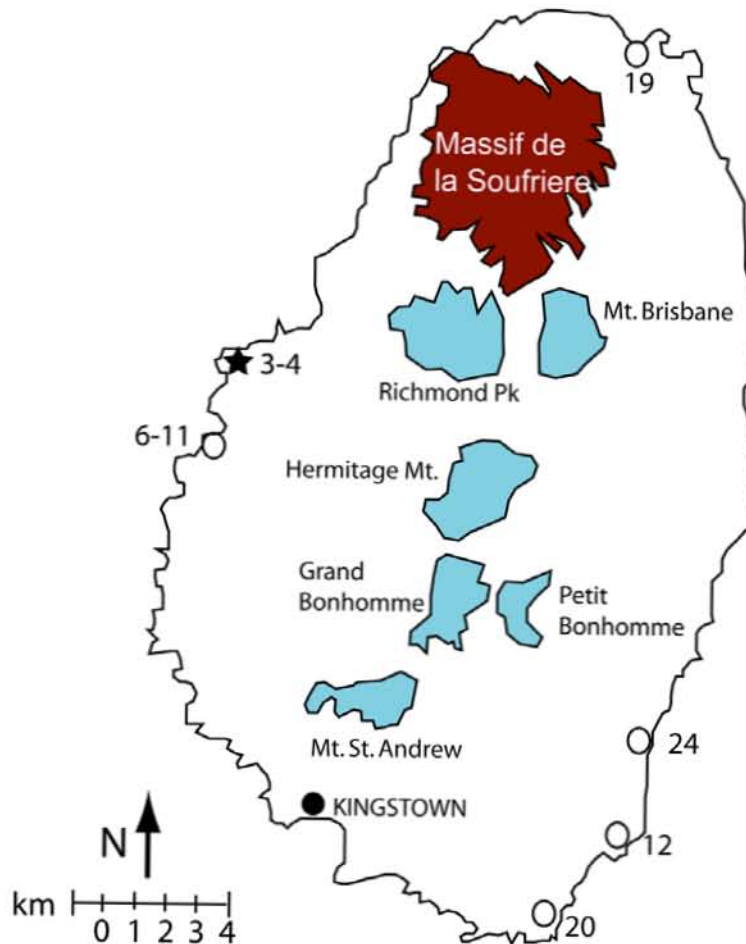 19
Massif de
la Soufriere
Mt. Brisbane
3-4
Richmond Pk
6-11
Hermitage Mt.
Grand
Bonhomme
Petit
Bonhomme
Mt. St. Andrew
24
KINGSTOWN
N
12
km
0 1 2 3 4
20